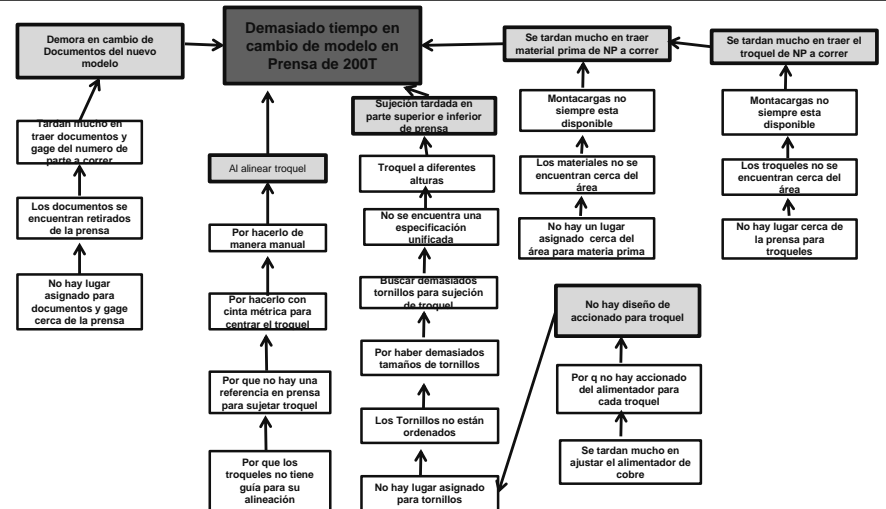 Demora en cambio de
Documentos del nuevo
modelo
Demasiado tiempo en
cambio de modelo en
Prensa de 200T
Se tardan mucho en traer
material prima de NP a correr
Se tardan mucho en traer el
troquel de NP a correr
Tardan mucho en
traer documentos y
gage del numero de
parte a correr
Los documentos se
encuentran retirados
de la prensa
No hay lugar
asignado para
documentos y gage
cerca de la prensa
Al alinear troquel
Por hacerlo de
manera manual
Por hacerlo con
cinta métrica para
centrar el troquel
Por que no hay una
referencia en prensa
para sujetar troquel
Por que los
troqueles no tiene
guía para su
alineación
Sujeción tardada en
parte superior e inferior
de prensa
Troquel a diferentes
alturas
No se encuentra una
especificación
unificada
Buscar demasiados
tornillos para sujeción
de troquel
Por haber demasiados
tamaños de tornillos
Los Tornillos no están
ordenados
No hay lugar asignado
para tornillos
Montacargas no
siempre esta
disponible
Los materiales no se
encuentran cerca del
área
No hay un lugar
asignado cerca del
área para materia prima
Montacargas no
siempre esta
disponible
Los troqueles no se
encuentran cerca del
área
No hay lugar cerca de
la prensa para
troqueles
No hay diseño de
accionado para troquel
Por q no hay accionado
del alimentador para
cada troquel
Se tardan mucho en
ajustar el alimentador de
cobre